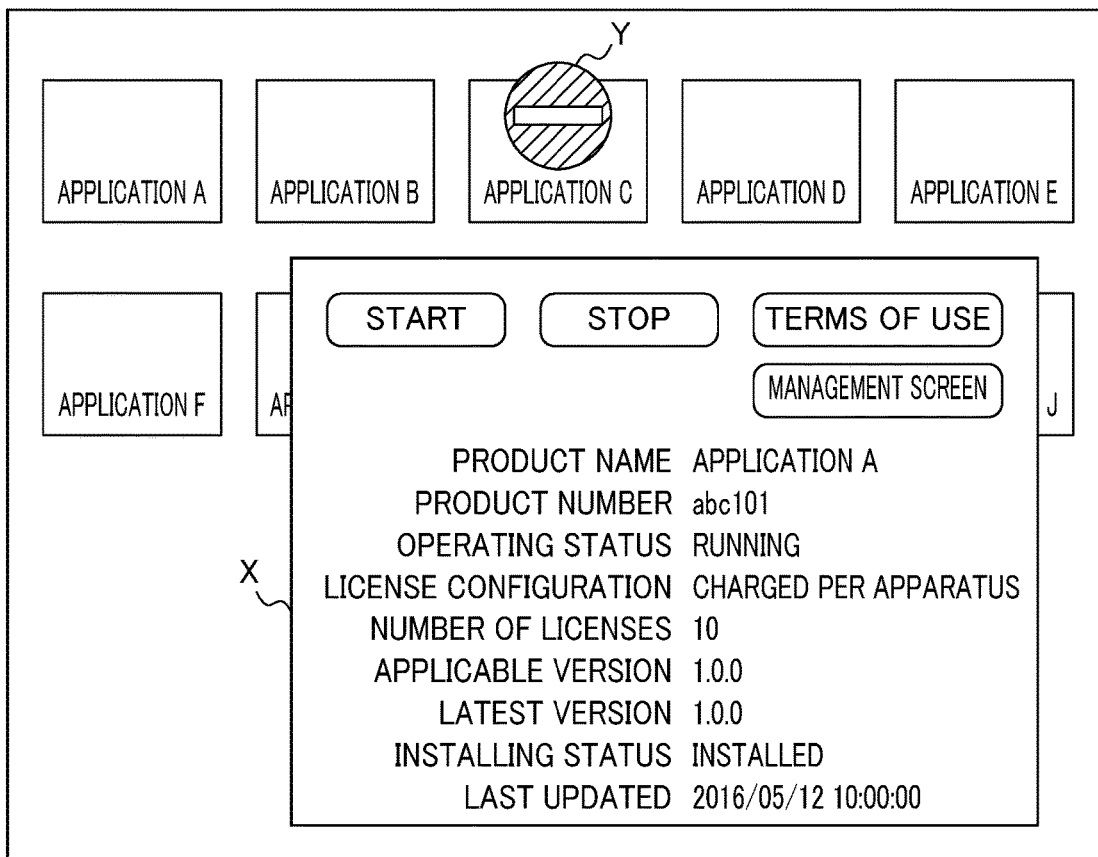 Y
APPLICATION A APPLICATION B APPLICATION C APPLICATION D APPLICATION E
START STOP TERMS OF USE
MANAGEMENT SCREEN
APPLICATION F AP J
PRODUCT NAME APPLICATION A
PRODUCT NUMBER abc101
OPERATING STATUS RUNNING
X
LICENSE CONFIGURATION CHARGED PER APPARATUS
NUMBER OF LICENSES 10
APPLICABLE VERSION 1.0.0
LATEST VERSION 1.0.0
INSTALLING STATUS INSTALLED
LAST UPDATED 2016/05/12 10:00:00